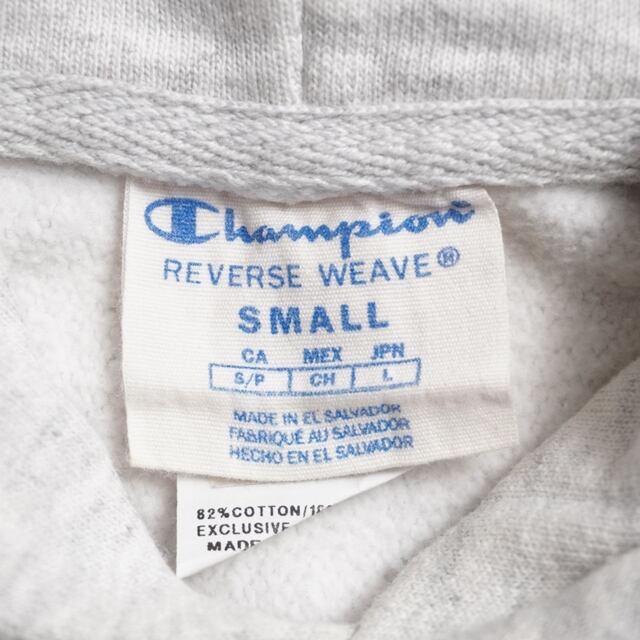 Champion
REVERSE WEAVE®
SMALL
CA MEX JPN
S/P CH L
MADE IN EL SALVADOR
FABRIQUÉ AU SALVADOR
HECHO EN EL SALVADOR
82%COTTON/
EXCLUSIVE
MADE